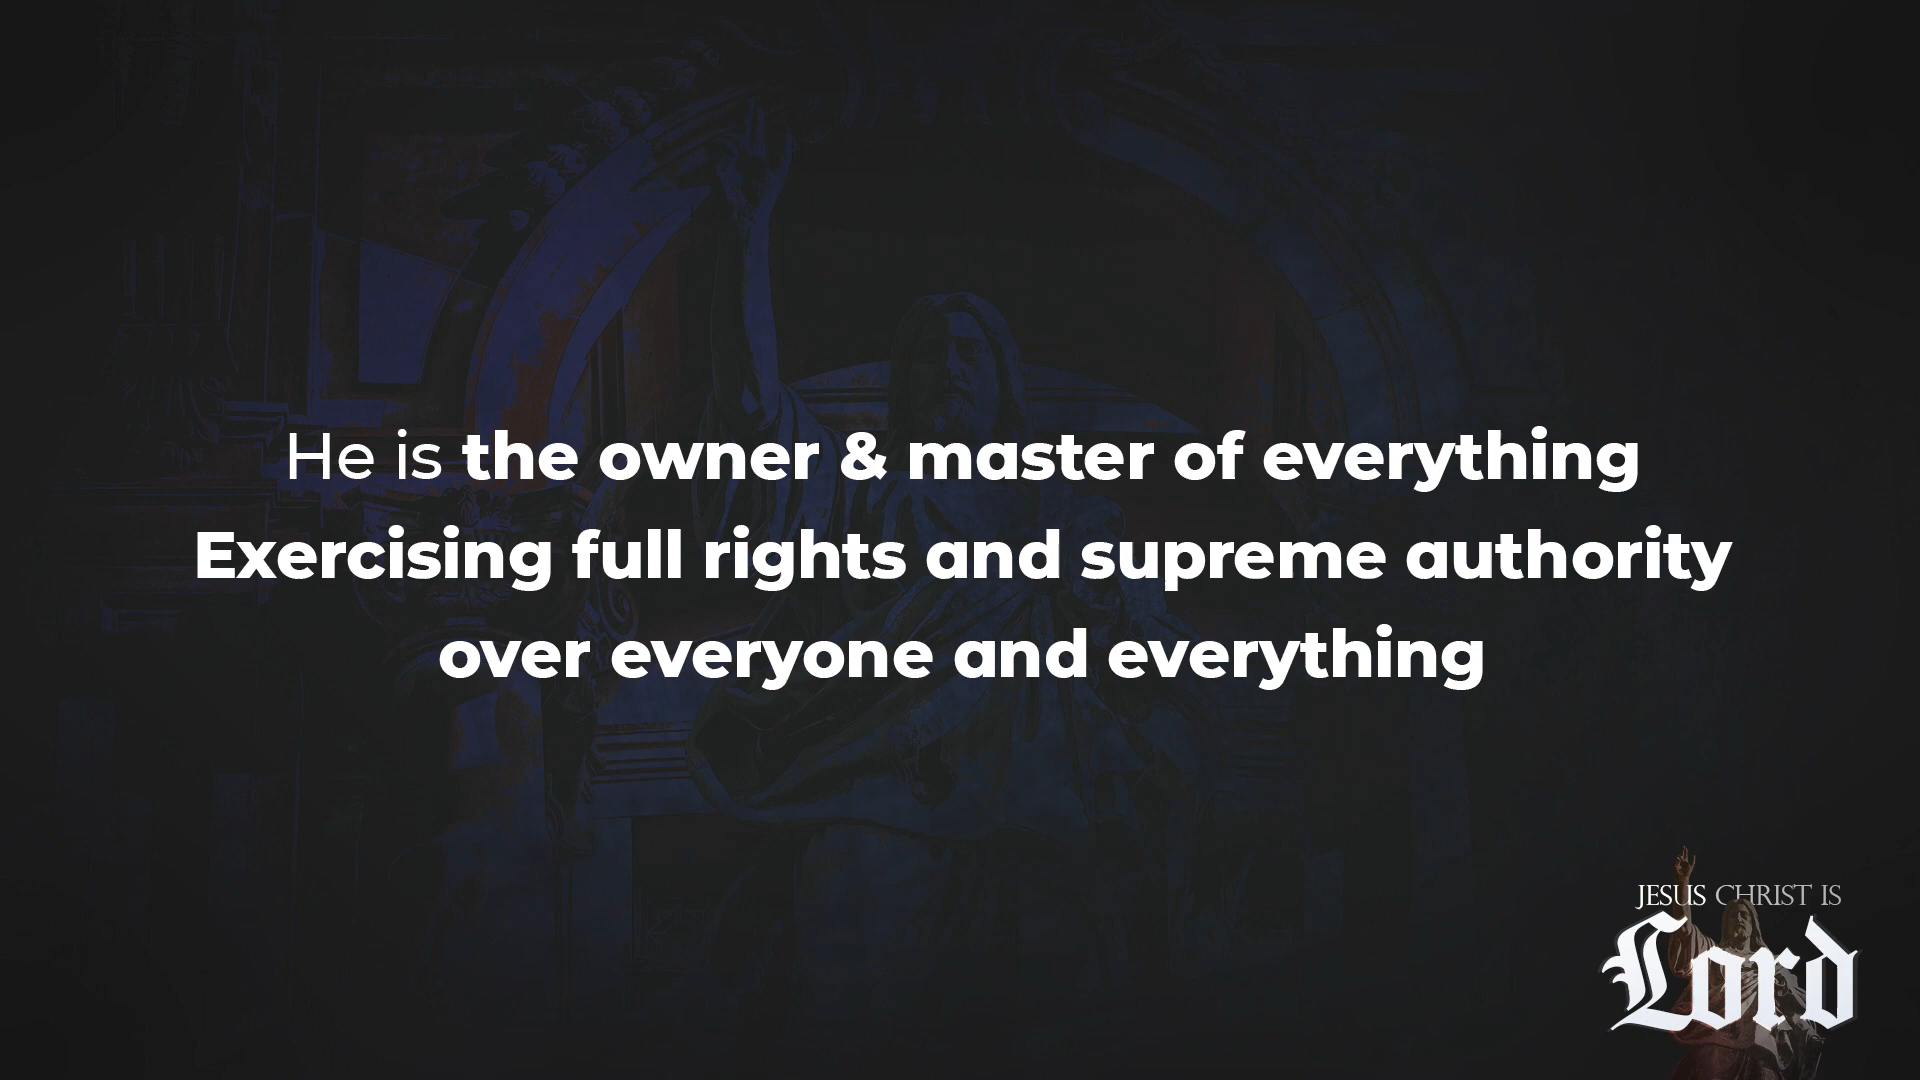 He is the owner & master of everything
Exercising full rights and supreme authority
over everyone and everything
JESUS CHRIST IS
Lord